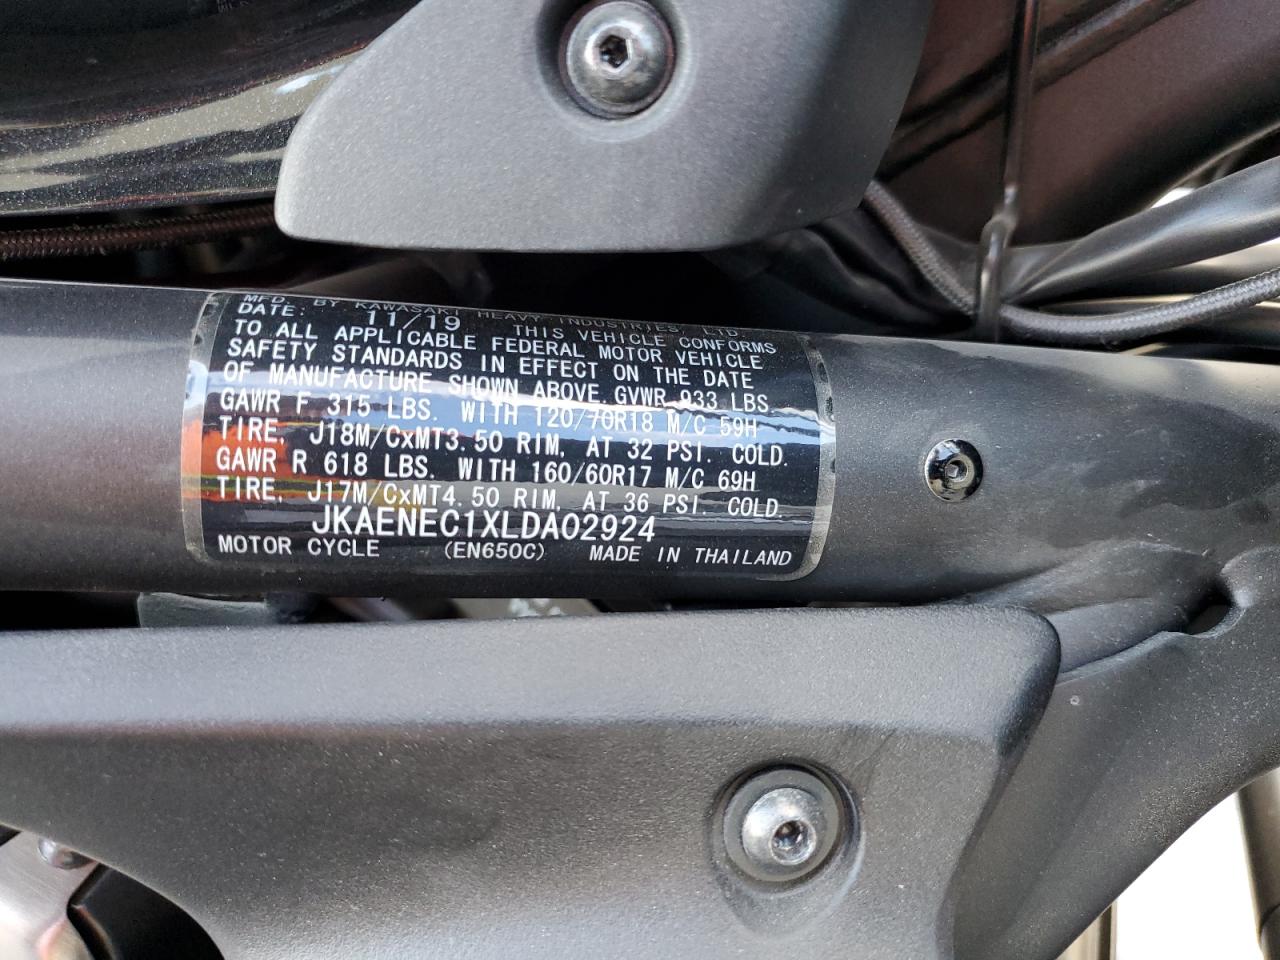 MFD. BY KAWASAKI HEAVY INDUSTRIES, LTD.
DATE: 11/19 THIS VEHICLE CONFORMS
TO ALL APPLICABLE FEDERAL MOTOR VEHICLE
SAFETY STANDARDS IN EFFECT ON THE DATE
OF MANUFACTURE SHOWN ABOVE. GVWR 933 LBS.
GAWR F 315 LBS. WITH 120/70R18 M/C 59H
TIRE, J18M/CxMT3.50 RIM, AT 32 PSI. COLD.
GAWR R 618 LBS. WITH 160/60R17 M/C 69H
TIRE, J17M/CxMT4.50 RIM, AT 36 PSI. COLD.
JKAENEC1XLDA02924
MOTOR CYCLE (EN650C) MADE IN THAILAND